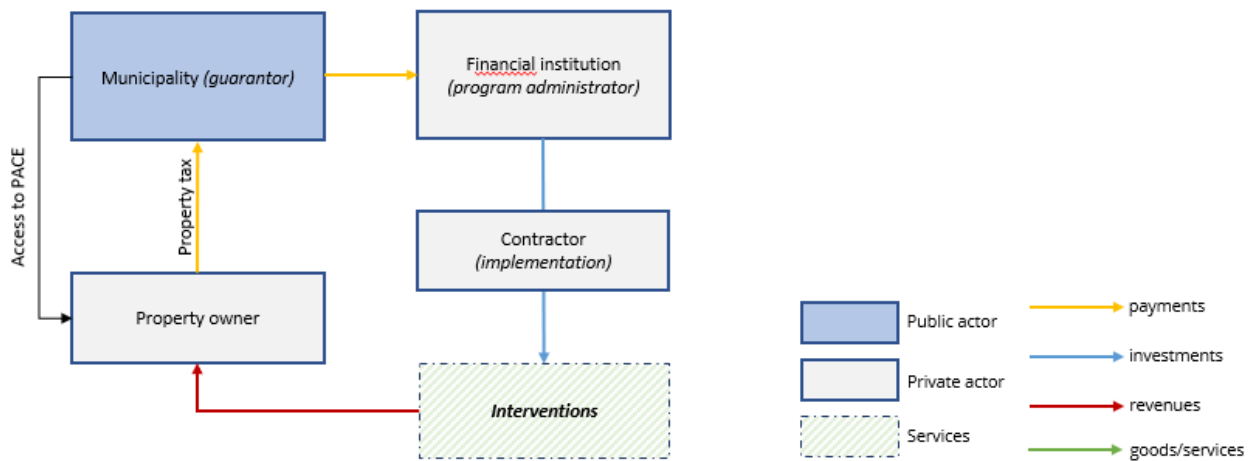 Municipality (guarantor)
Financial institution
(program administrator)
Access to PACE
Property tax
Contractor
(implementation)
Property owner
Interventions
Public actor
Private actor
Services
payments
investments
revenues
goods/services